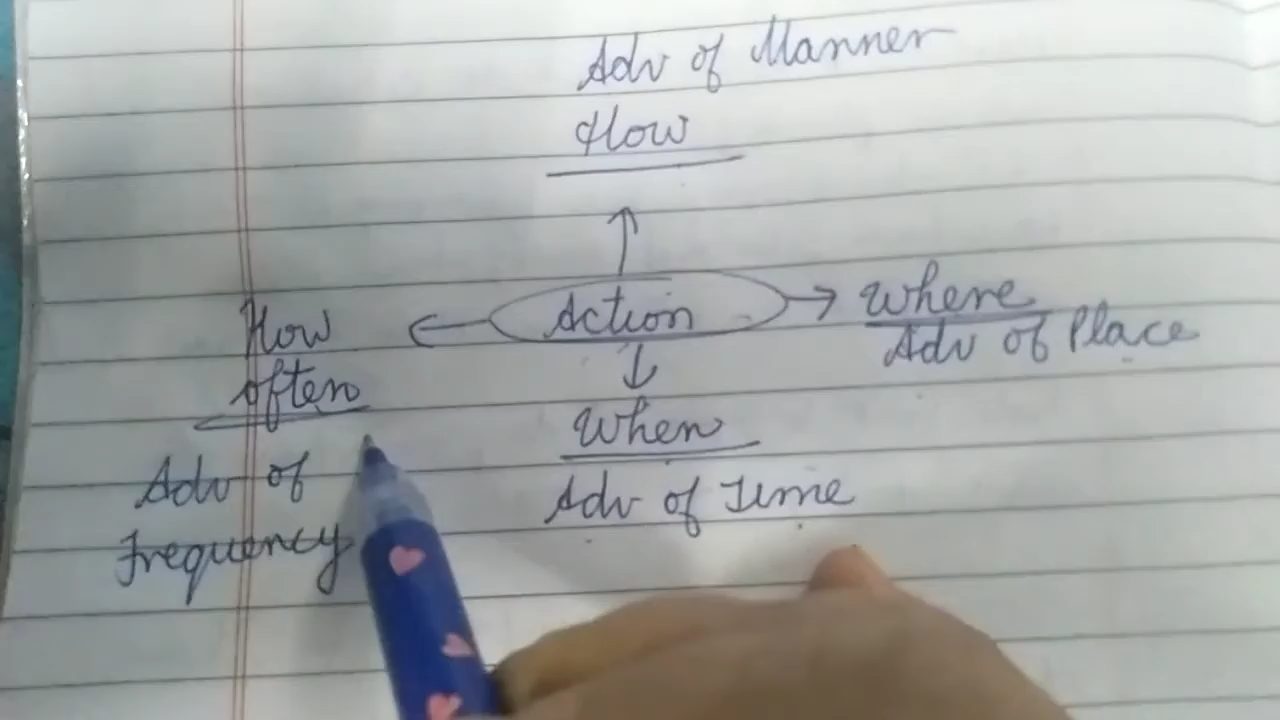 Adv of Manner
How
Action
Where
Adv of Place
How
often
Adv of
Frequency
When
Adv of Time